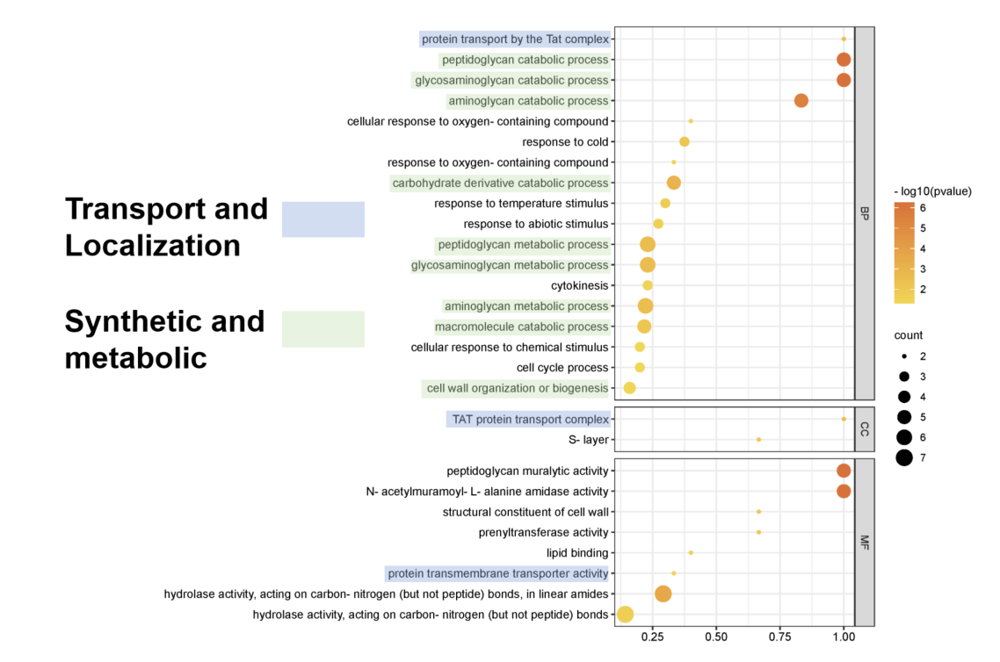 protein transport by the Tat complex
peptidoglycan catabolic process
glycosaminoglycan catabolic process
aminoglycan catabolic process
cellular response to oxygen- containing compound
response to cold
response to oxygen- containing compound
carbohydrate derivative catabolic process
response to temperature stimulus
response to abiotic stimulus
peptidoglycan metabolic process
glycosaminoglycan metabolic process
cytokinesis
aminoglycan metabolic process
macromolecule catabolic process
cellular response to chemical stimulus
cell cycle process
cell wall organization or biogenesis
BP
TAT protein transport complex
S- layer
CC
peptidoglycan muralytic activity
N- acetylmuramoyl- L- alanine amidase activity
structural constituent of cell wall
prenyltransferase activity
lipid binding
protein transmembrane transporter activity
hydrolase activity, acting on carbon- nitrogen (but not peptide) bonds, in linear amides
hydrolase activity, acting on carbon- nitrogen (but not peptide) bonds
MF
0.25 0.50 0.75 1.00
Transport and
Localization
Synthetic and
metabolic
- log10(pvalue)
6
5
4
3
2
count
2
3
4
5
6
7